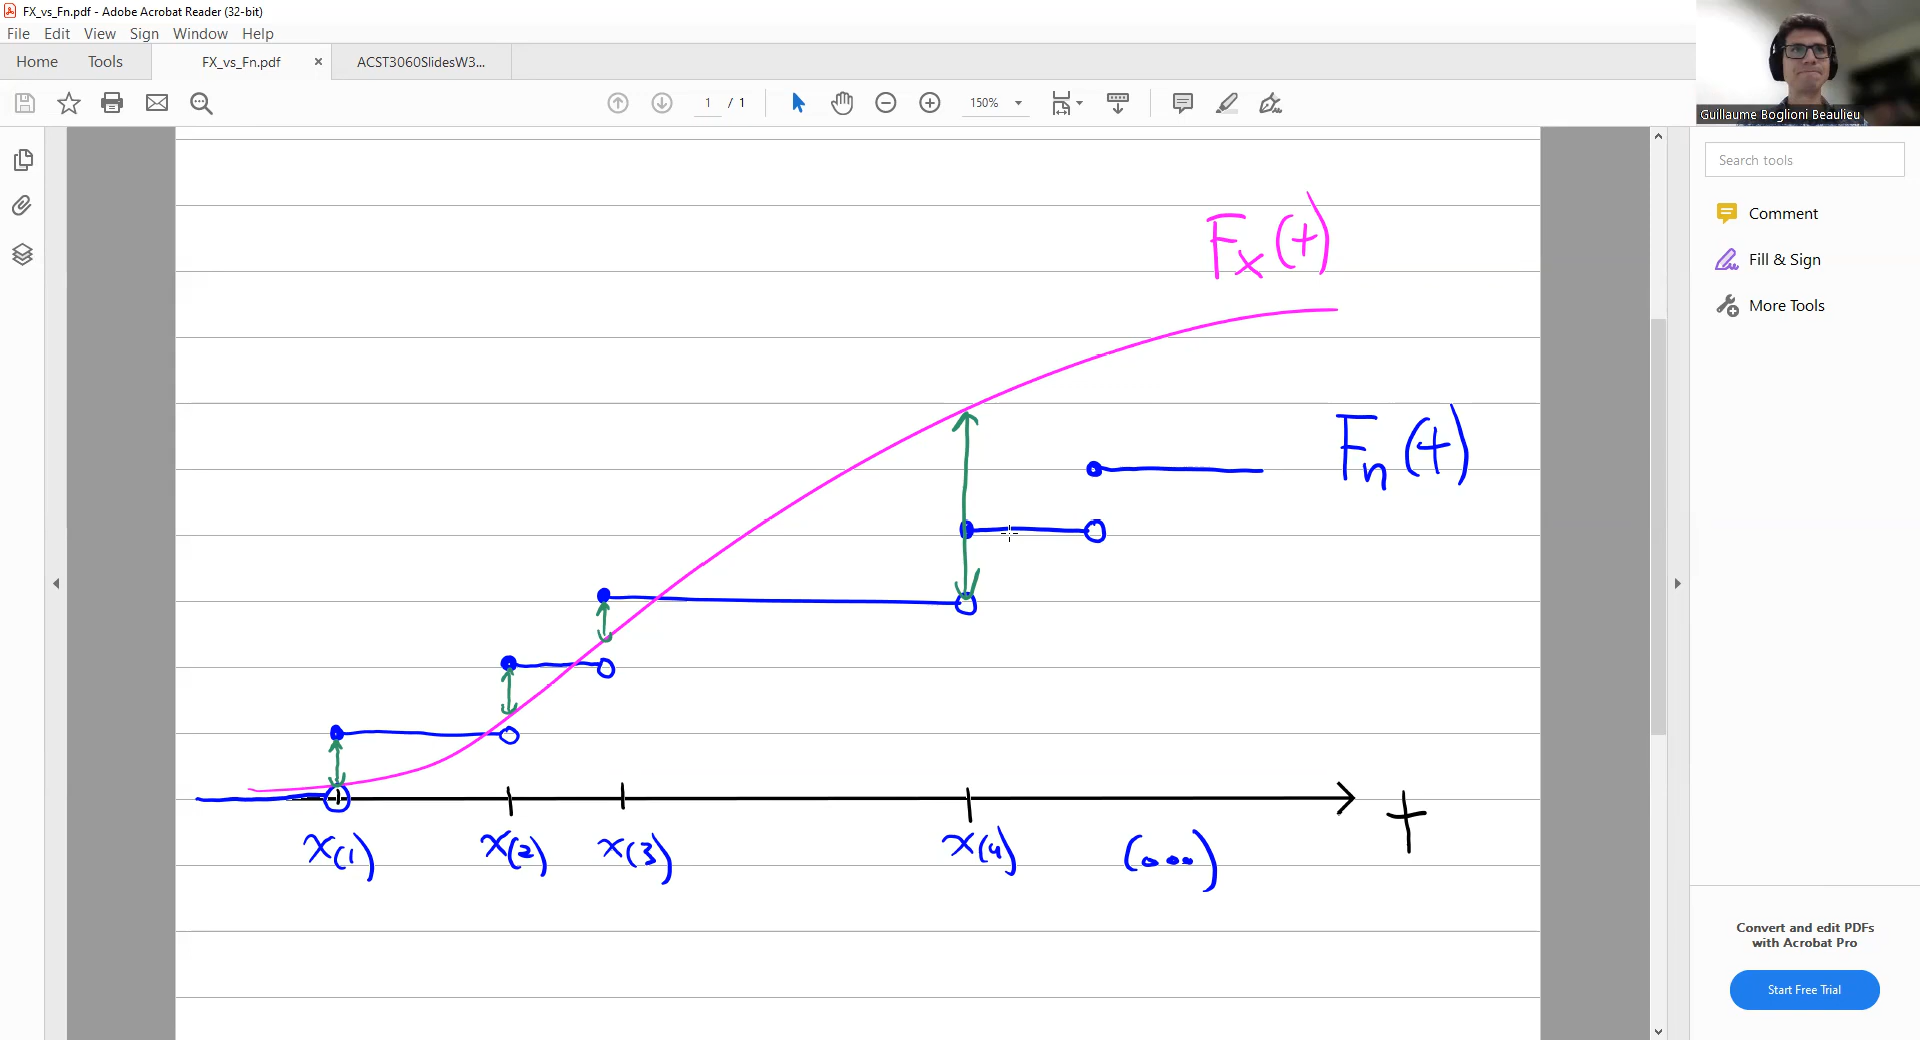 FX_vs_Fn.pdf - Adobe Acrobat Reader (32-bit)
File Edit View Sign Window Help
Home Tools FX_vs_Fn.pdf × ACST3060SlidesW3...
1 / 1 150%
Guillaume Boglioni Beaulieu
Search tools
Comment
Fill & Sign
More Tools
Fx(t)
Fn(t)
x(1) x(2) x(3) x(4) (...) t
Convert and edit PDFs
with Acrobat Pro
Start Free Trial